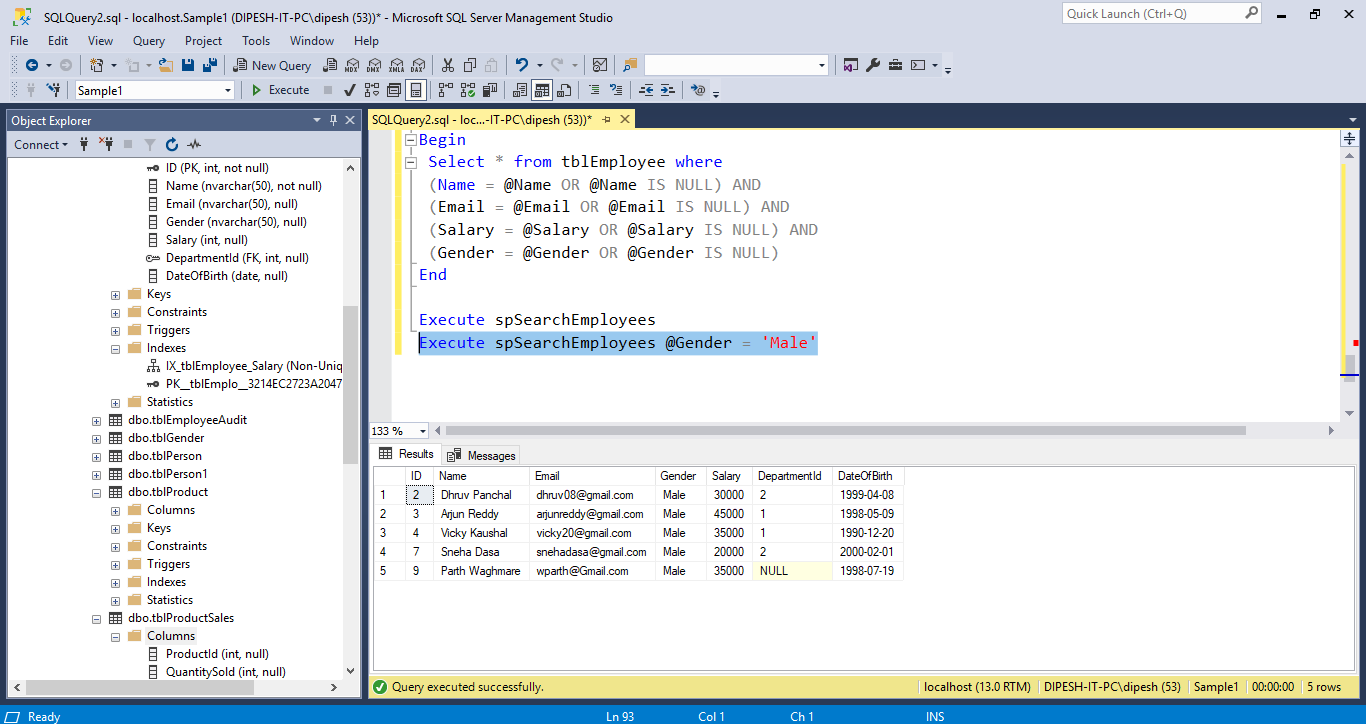 SQLQuery2.sql - localhost.Sample1 (DIPESH-IT-PC\dipesh (53))* - Microsoft SQL Server Management Studio
Quick Launch (Ctrl+Q)
File Edit View Query Project Tools Window Help
New Query MDX DMX XMLA DAX
Sample1 Execute
Object Explorer
Connect
ID (PK, int, not null)
Name (nvarchar(50), not null)
Email (nvarchar(50), null)
Gender (nvarchar(50), null)
Salary (int, null)
DepartmentId (FK, int, null)
DateOfBirth (date, null)
Keys
Constraints
Triggers
Indexes
IX_tblEmployee_Salary (Non-Uniq
PK__tblEmplo__3214EC2723A2047
Statistics
dbo.tblEmployeeAudit
dbo.tblGender
dbo.tblPerson
dbo.tblPerson1
dbo.tblProduct
Columns
Keys
Constraints
Triggers
Indexes
Statistics
dbo.tblProductSales
Columns
ProductId (int, null)
QuantitySold (int, null)
SQLQuery2.sql - loc...-IT-PC\dipesh (53))*
Begin
Select * from tblEmployee where
(Name = @Name OR @Name IS NULL) AND
(Email = @Email OR @Email IS NULL) AND
(Salary = @Salary OR @Salary IS NULL) AND
(Gender = @Gender OR @Gender IS NULL)
End
Execute spSearchEmployees
Execute spSearchEmployees @Gender = 'Male'
133 %
Results Messages
ID Name Email Gender Salary DepartmentId DateOfBirth
1 2 Dhruv Panchal dhruv08@gmail.com Male 30000 2 1999-04-08
2 3 Arjun Reddy arjunreddy@gmail.com Male 45000 1 1998-05-09
3 4 Vicky Kaushal vicky20@gmail.com Male 35000 1 1990-12-20
4 7 Sneha Dasa snehadasa@gmail.com Male 20000 2 2000-02-01
5 9 Parth Waghmare wparth@Gmail.com Male 35000 NULL 1998-07-19
Query executed successfully. localhost (13.0 RTM) DIPESH-IT-PC\dipesh (53) Sample1 00:00:00 5 rows
Ready Ln 93 Col 1 Ch 1 INS